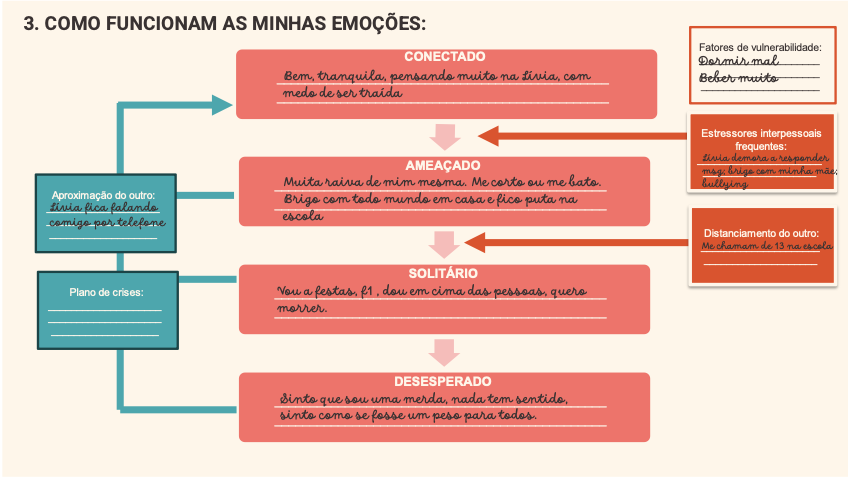 3. COMO FUNCIONAM AS MINHAS EMOÇÕES:
CONECTADO
Bem, tranquila, pensando muito na Lívia, com
medo de ser traída
Fatores de vulnerabilidade:
Dormir mal
Beber muito
Estressores interpessoais
frequentes:
Lívia demora a responder
msg; brigo com minha mãe;
bullying
AMEAÇADO
Muita raiva de mim mesma. Me corto ou me bato.
Brigo com todo mundo em casa e fico puta na
escola
Aproximação do outro:
Lívia fica falando
comigo por telefone
Distanciamento do outro:
Me chamam de 13 na escola
SOLITÁRIO
Vou a festas, f1 , dou em cima das pessoas, quero
morrer.
Plano de crises:
DESESPERADO
Sinto que sou uma merda, nada tem sentido,
sinto como se fosse um peso para todos.